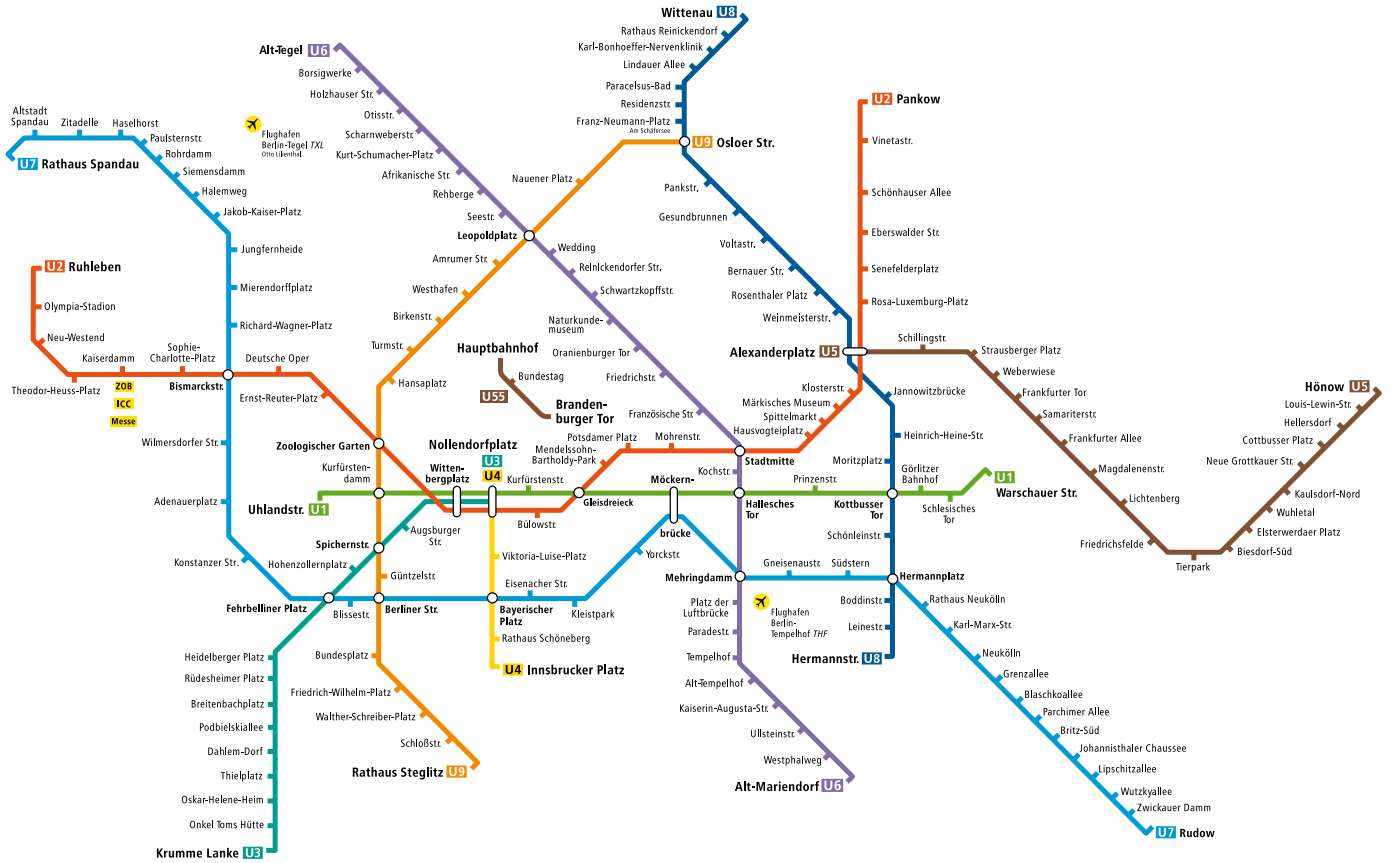 Wittenau U8
Rathaus Reinickendorf
Karl-Bonhoeffer-Nervenklinik
Lindauer Allee
Paracelsus-Bad
Residenzstr.
Franz-Neumann-Platz
Am Schäfersee
U9 Osloer Str.
Pankstr.
Gesundbrunnen
Voltastr.
Bernauer Str.
Rosenthaler Platz
Weinmeisterstr.
Alexanderplatz U5
Jannowitzbrücke
Heinrich-Heine-Str.
Moritzplatz
Kottbusser
Tor
Schönleinstr.
Hermannplatz
Boddinstr.
Leinestr.
Hermannstr. U8
Alt-Tegel U6
Borsigwerke
Holzhauser Str.
Otisstr.
Scharnweberstr.
Kurt-Schumacher-Platz
Afrikanische Str.
Rehberge
Seestr.
Leopoldplatz
Wedding
ReInIckendorfer Str.
Schwartzkopffstr.
Naturkunde-
museum
Oranienburger Tor
Friedrichstr.
Französische Str.
Stadtmitte
Kochstr.
Hallesches
Tor
Mehringdamm
Platz der
Luftbrücke
Paradestr.
Tempelhof
Alt-Tempelhof
Kaiserin-Augusta-Str.
Ullsteinstr.
Westphalweg
Alt-Mariendorf U6
Flughafen
Berlin-
Tempelhof THF
Flughafen
Berlin-Tegel TXL
Otto Lilienthal
U7 Rathaus Spandau
Altstadt
Spandau
Zitadelle
Haselhorst
Paulsternstr.
Rohrdamm
Siemensdamm
Halemweg
Jakob-Kaiser-Platz
Jungfernheide
Mierendorffplatz
Richard-Wagner-Platz
Bismarckstr.
Wilmersdorfer Str.
Adenauerplatz
Konstanzer Str.
Fehrbelliner Platz
Blissestr.
Berliner Str.
Bayerischer
Platz
Eisenacher Str.
Kleistpark
Yorckstr.
Möckern-
brücke
Gneisenaustr.
Südstern
Rathaus Neukölln
Karl-Marx-Str.
Neukölln
Grenzallee
Blaschkoallee
Parchimer Allee
Britz-Süd
Johannisthaler Chaussee
Lipschitzallee
Wutzkyallee
Zwickauer Damm
U7 Rudow
U2 Ruhleben
Olympia-Stadion
Neu-Westend
Theodor-Heuss-Platz
Kaiserdamm
ZOB
ICC
Messe
Sophie-
Charlotte-Platz
Deutsche Oper
Ernst-Reuter-Platz
Zoologischer Garten
Witten-
bergplatz
Nollendorfplatz
U3
U4
Bülowstr.
Gleisdreieck
Mendelssohn-
Bartholdy-Park
Potsdamer Platz
Mohrenstr.
Hausvogteiplatz
Spittelmarkt
Märkisches Museum
Klosterstr.
Rosa-Luxemburg-Platz
Senefelderplatz
Eberswalder Str.
Schönhauser Allee
Vinetastr.
U2 Pankow
Nauener Platz
Amrumer Str.
Westhafen
Birkenstr.
Turmstr.
Hansaplatz
Kurfürsten-
damm
Spichernstr.
Güntzelstr.
Bundesplatz
Friedrich-Wilhelm-Platz
Walther-Schreiber-Platz
Schloßstr.
Rathaus Steglitz U9
Hauptbahnhof
Bundestag
U55
Branden-
burger Tor
Uhlandstr. U1
Kurfürstenstr.
Prinzenstr.
Görlitzer
Bahnhof
Schlesisches
Tor
Warschauer Str.
U1
Augsburger
Str.
Hohenzollernplatz
Heidelberger Platz
Rüdesheimer Platz
Breitenbachplatz
Podbielskiallee
Dahlem-Dorf
Thielplatz
Oskar-Helene-Heim
Onkel Toms Hütte
Krumme Lanke U3
Viktoria-Luise-Platz
Rathaus Schöneberg
U4 Innsbrucker Platz
Schillingstr.
Strausberger Platz
Weberwiese
Frankfurter Tor
Samariterstr.
Frankfurter Allee
Magdalenenstr.
Lichtenberg
Friedrichsfelde
Tierpark
Biesdorf-Süd
Elsterwerdaer Platz
Wuhletal
Kaulsdorf-Nord
Neue Grottkauer Str.
Cottbusser Platz
Hellersdorf
Louis-Lewin-Str.
Hönow U5